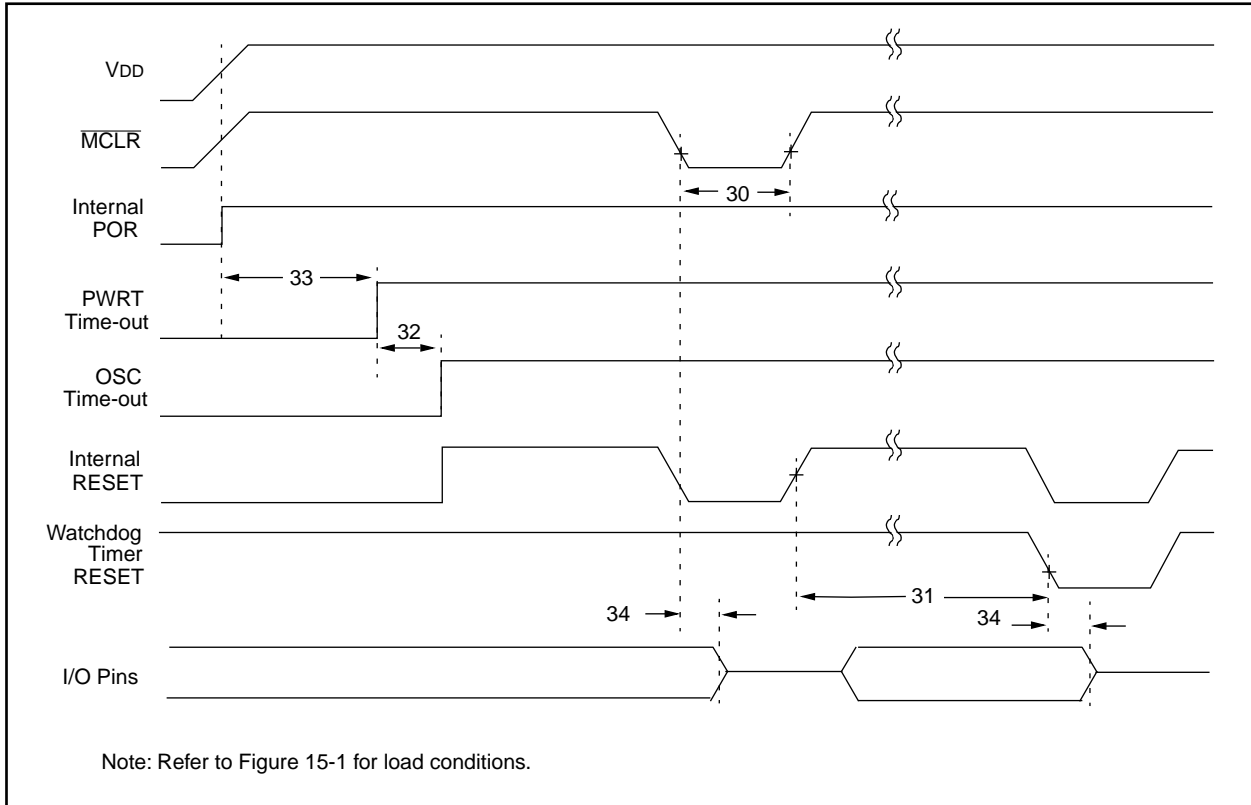 VDD
MCLR
Internal
POR
30
33
PWRT
Time-out
32
OSC
Time-out
Internal
RESET
Watchdog
Timer
RESET
31
34
34
I/O Pins
Note: Refer to Figure 15-1 for load conditions.